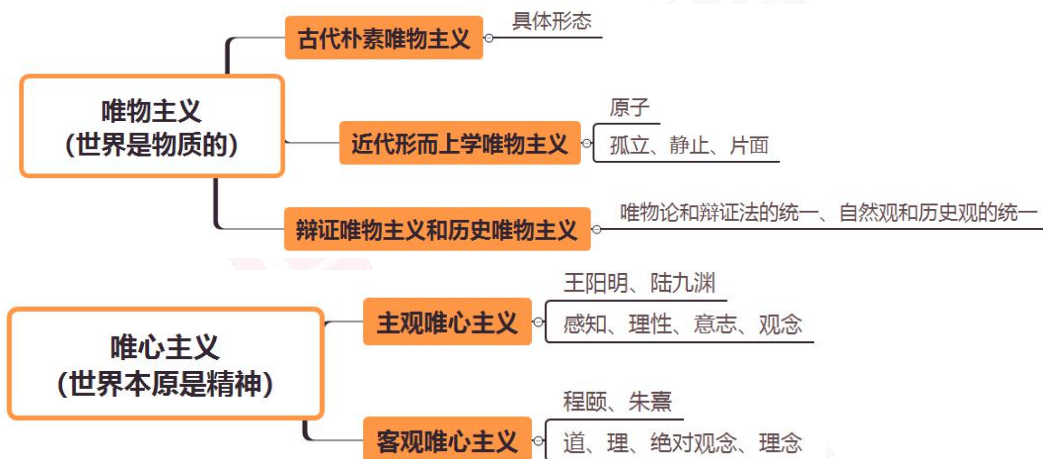 古代朴素唯物主义
具体形态
唯物主义
(世界是物质的)
近代形而上学唯物主义
原子
孤立、静止、片面
辩证唯物主义和历史唯物主义
唯物论和辩证法的统一、自然观和历史观的统一
唯心主义
(世界本原是精神)
主观唯心主义
王阳明、陆九渊
感知、理性、意志、观念
客观唯心主义
程颐、朱熹
道、理、绝对观念、理念